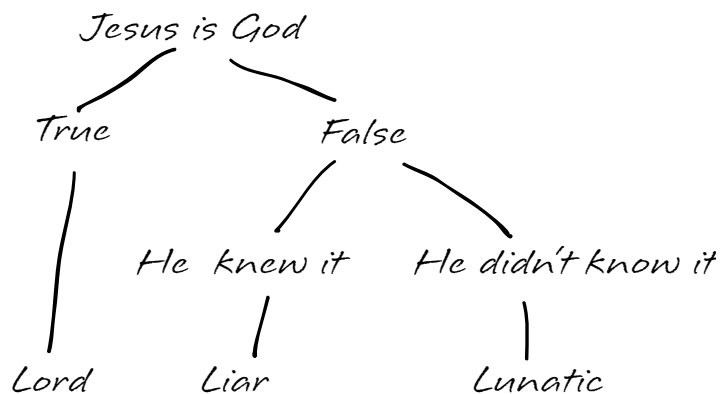 Jesus is God
True False
He knew it He didn't know it
Lord Liar Lunatic